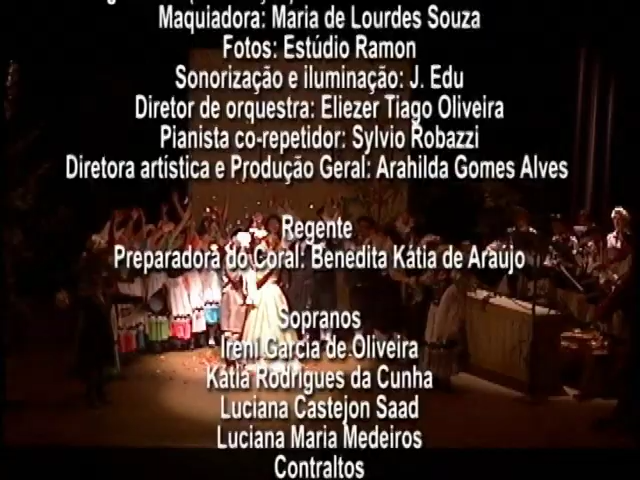 Maquiadora: Maria de Lourdes Souza
Fotos: Estúdio Ramon
Sonorização e iluminação: J. Edu
Diretor de orquestra: Eliezer Tiago Oliveira
Pianista co-repetidor: Sylvio Robazzi
Diretora artística e Produção Geral: Arahilda Gomes Alves
Regente
Preparadora do Coral: Benedita Kátia de Araújo
Sopranos
Ireni Garcia de Oliveira
Kátia Rodrigues da Cunha
Luciana Castejon Saad
Luciana Maria Medeiros
Contraltos